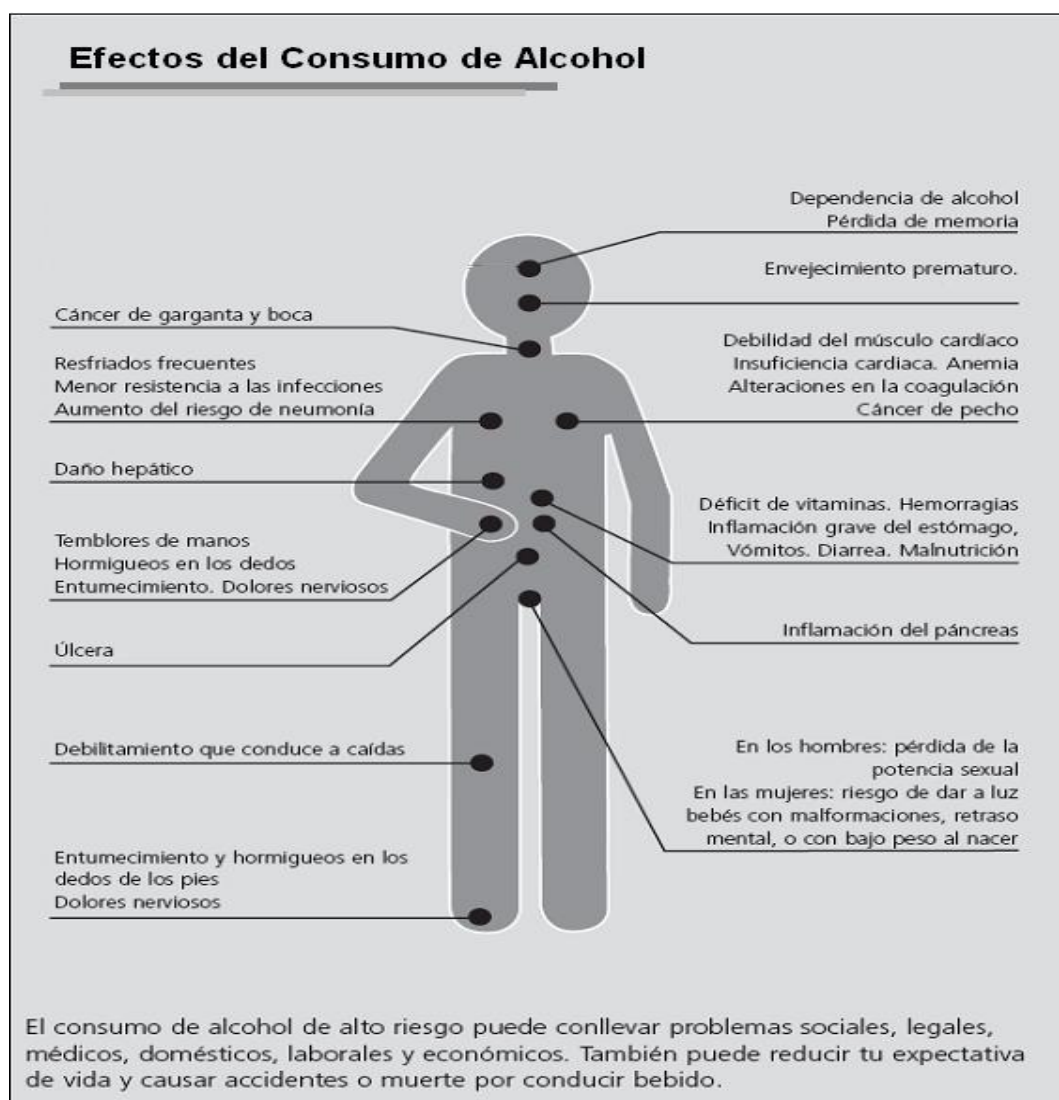 Efectos del Consumo de Alcohol
Dependencia de alcohol
Pérdida de memoria
Envejecimiento prematuro.
Cáncer de garganta y boca
Resfriados frecuentes
Menor resistencia a las infecciones
Aumento del riesgo de neumonía
Debilidad del músculo cardíaco
Insuficiencia cardiaca. Anemia
Alteraciones en la coagulación
Cáncer de pecho
Daño hepático
Déficit de vitaminas. Hemorragias
Inflamación grave del estómago,
Vómitos. Diarrea. Malnutrición
Temblores de manos
Hormigueos en los dedos
Entumecimiento. Dolores nerviosos
Inflamación del páncreas
Úlcera
Debilitamiento que conduce a caídas
En los hombres: pérdida de la
potencia sexual
En las mujeres: riesgo de dar a luz
bebés con malformaciones, retraso
mental, o con bajo peso al nacer
Entumecimiento y hormigueos en los
dedos de los pies
Dolores nerviosos
El consumo de alcohol de alto riesgo puede conllevar problemas sociales, legales,
médicos, domésticos, laborales y económicos. También puede reducir tu expectativa
de vida y causar accidentes o muerte por conducir bebido.